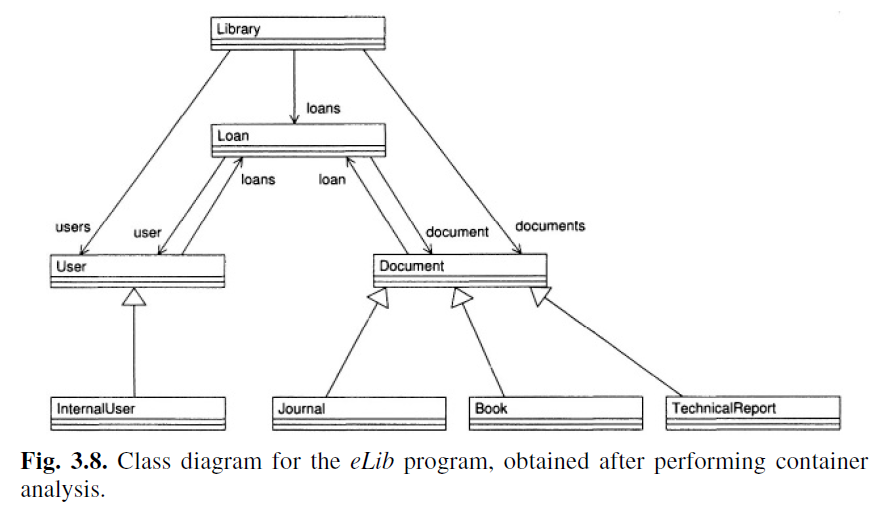 Library
loans
Loan
loans
loan
users
user
document
documents
User
Document
InternalUser
Journal
Book
TechnicalReport
Fig. 3.8. Class diagram for the eLib program, obtained after performing container
analysis.